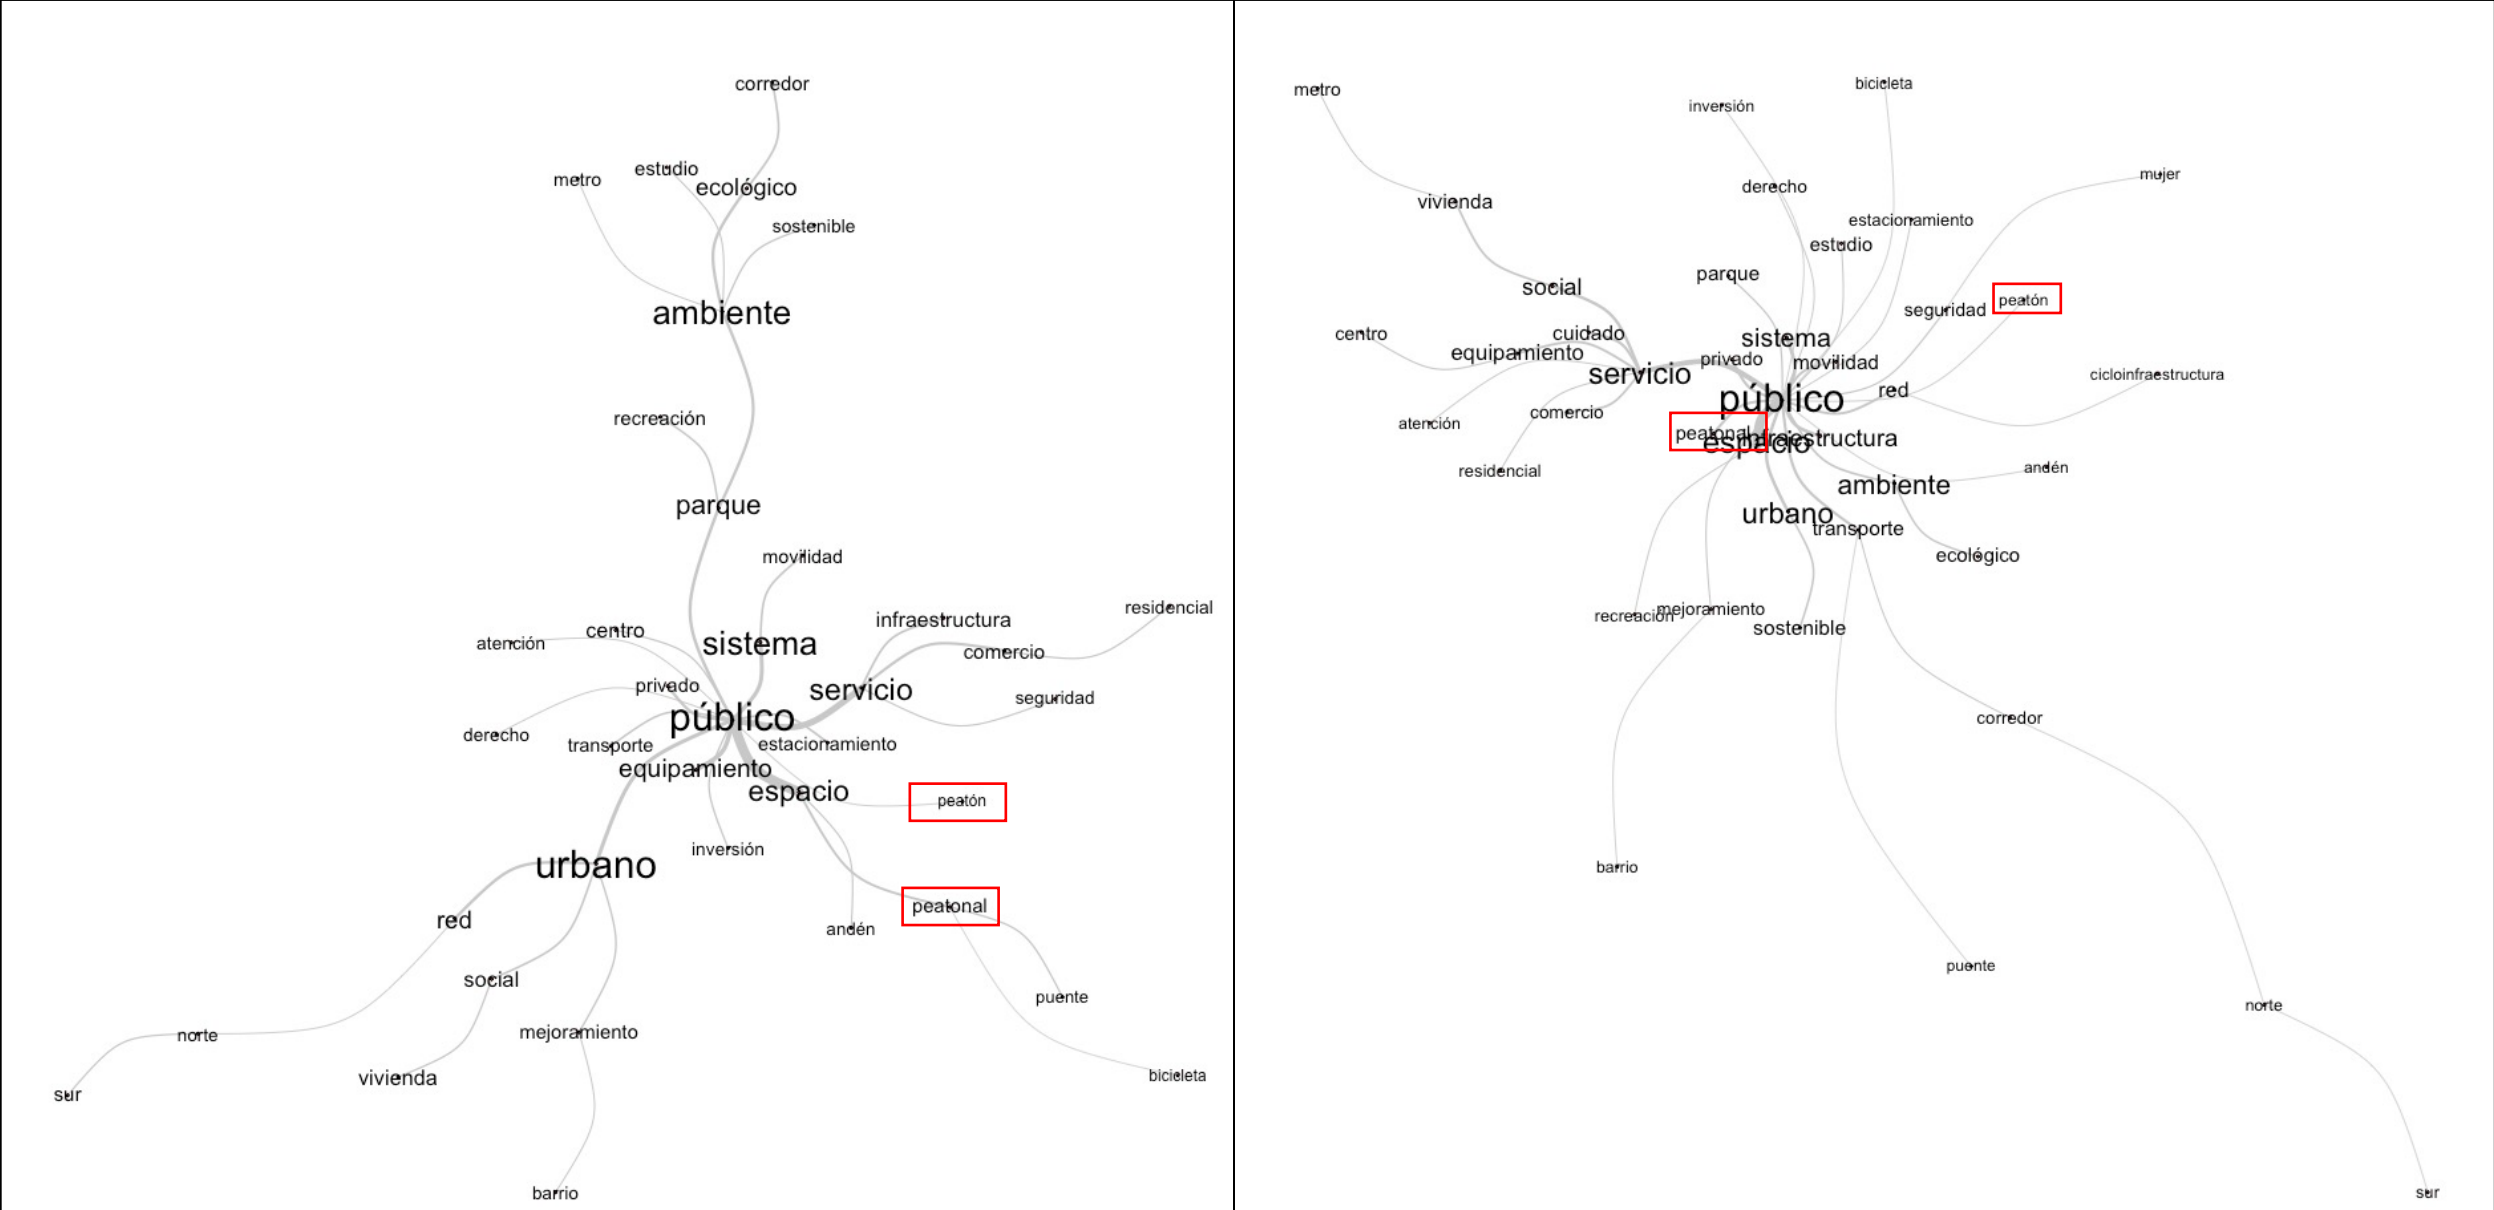 corredor
estudio
metro
ecológico
sostenible
ambiente
recreación
parque
movilidad
residencial
infraestructura
centro
atención
sistema
comercio
privado
servicio
seguridad
público
derecho
transporte
estacionamiento
equipamiento
espacio
peatón
inversión
urbano
peatonal
red
andén
social
puente
norte
mejoramiento
vivienda
bicicleta
sur
barrio
metro
bicicleta
inversión
mujer
derecho
vivienda
estacionamiento
estudio
parque
social
peatón
seguridad
centro
cuidado
sistema
equipamiento
privado
movilidad
servicio
cicloinfraestructura
red
público
comercio
atención
peatonal
infraestructura
espacio
residencial
andén
ambiente
urbano
transporte
ecológico
recreación
mejoramiento
sostenible
corredor
barrio
puente
norte
sur